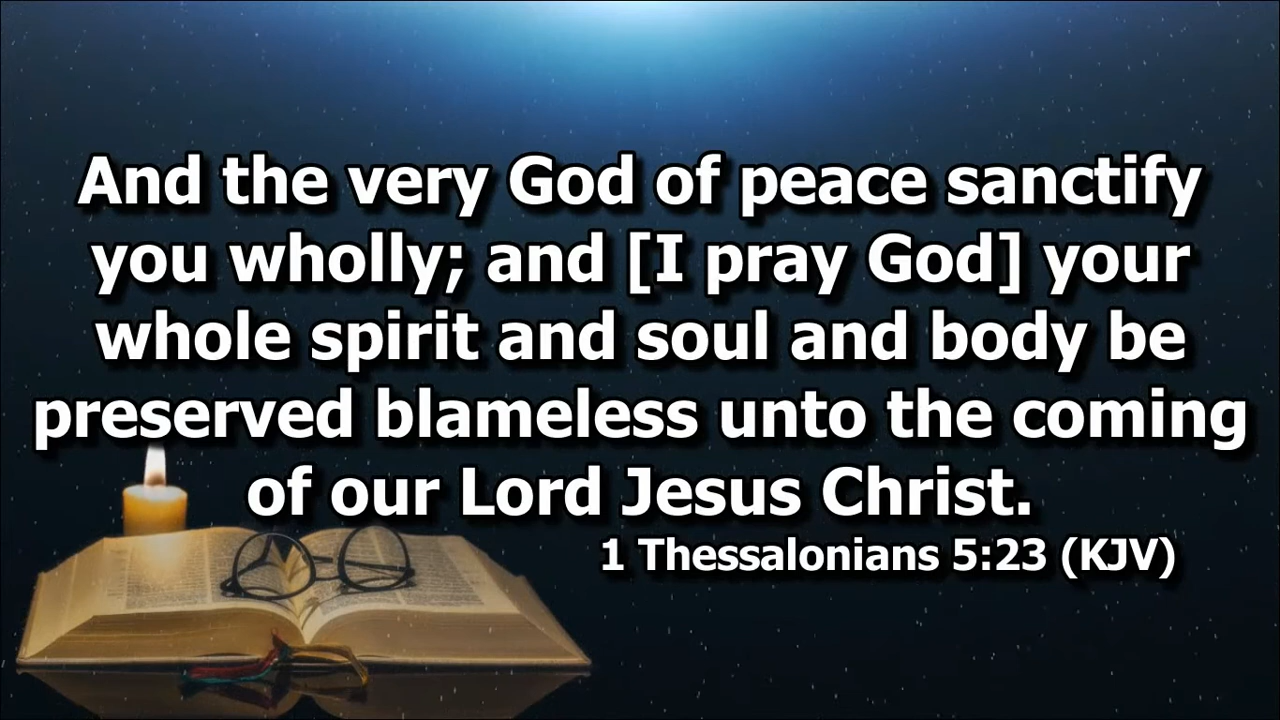 And the very God of peace sanctify
you wholly; and [I pray God] your
whole spirit and soul and body be
preserved blameless unto the coming
of our Lord Jesus Christ.
1 Thessalonians 5:23 (KJV)